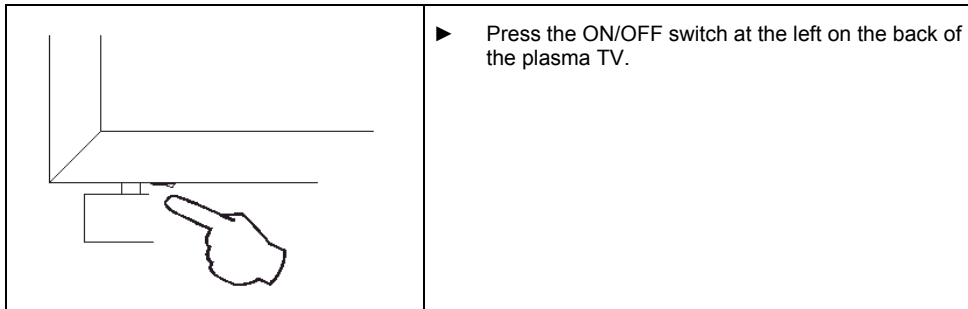 ► Press the ON/OFF switch at the left on the back of
the plasma TV.